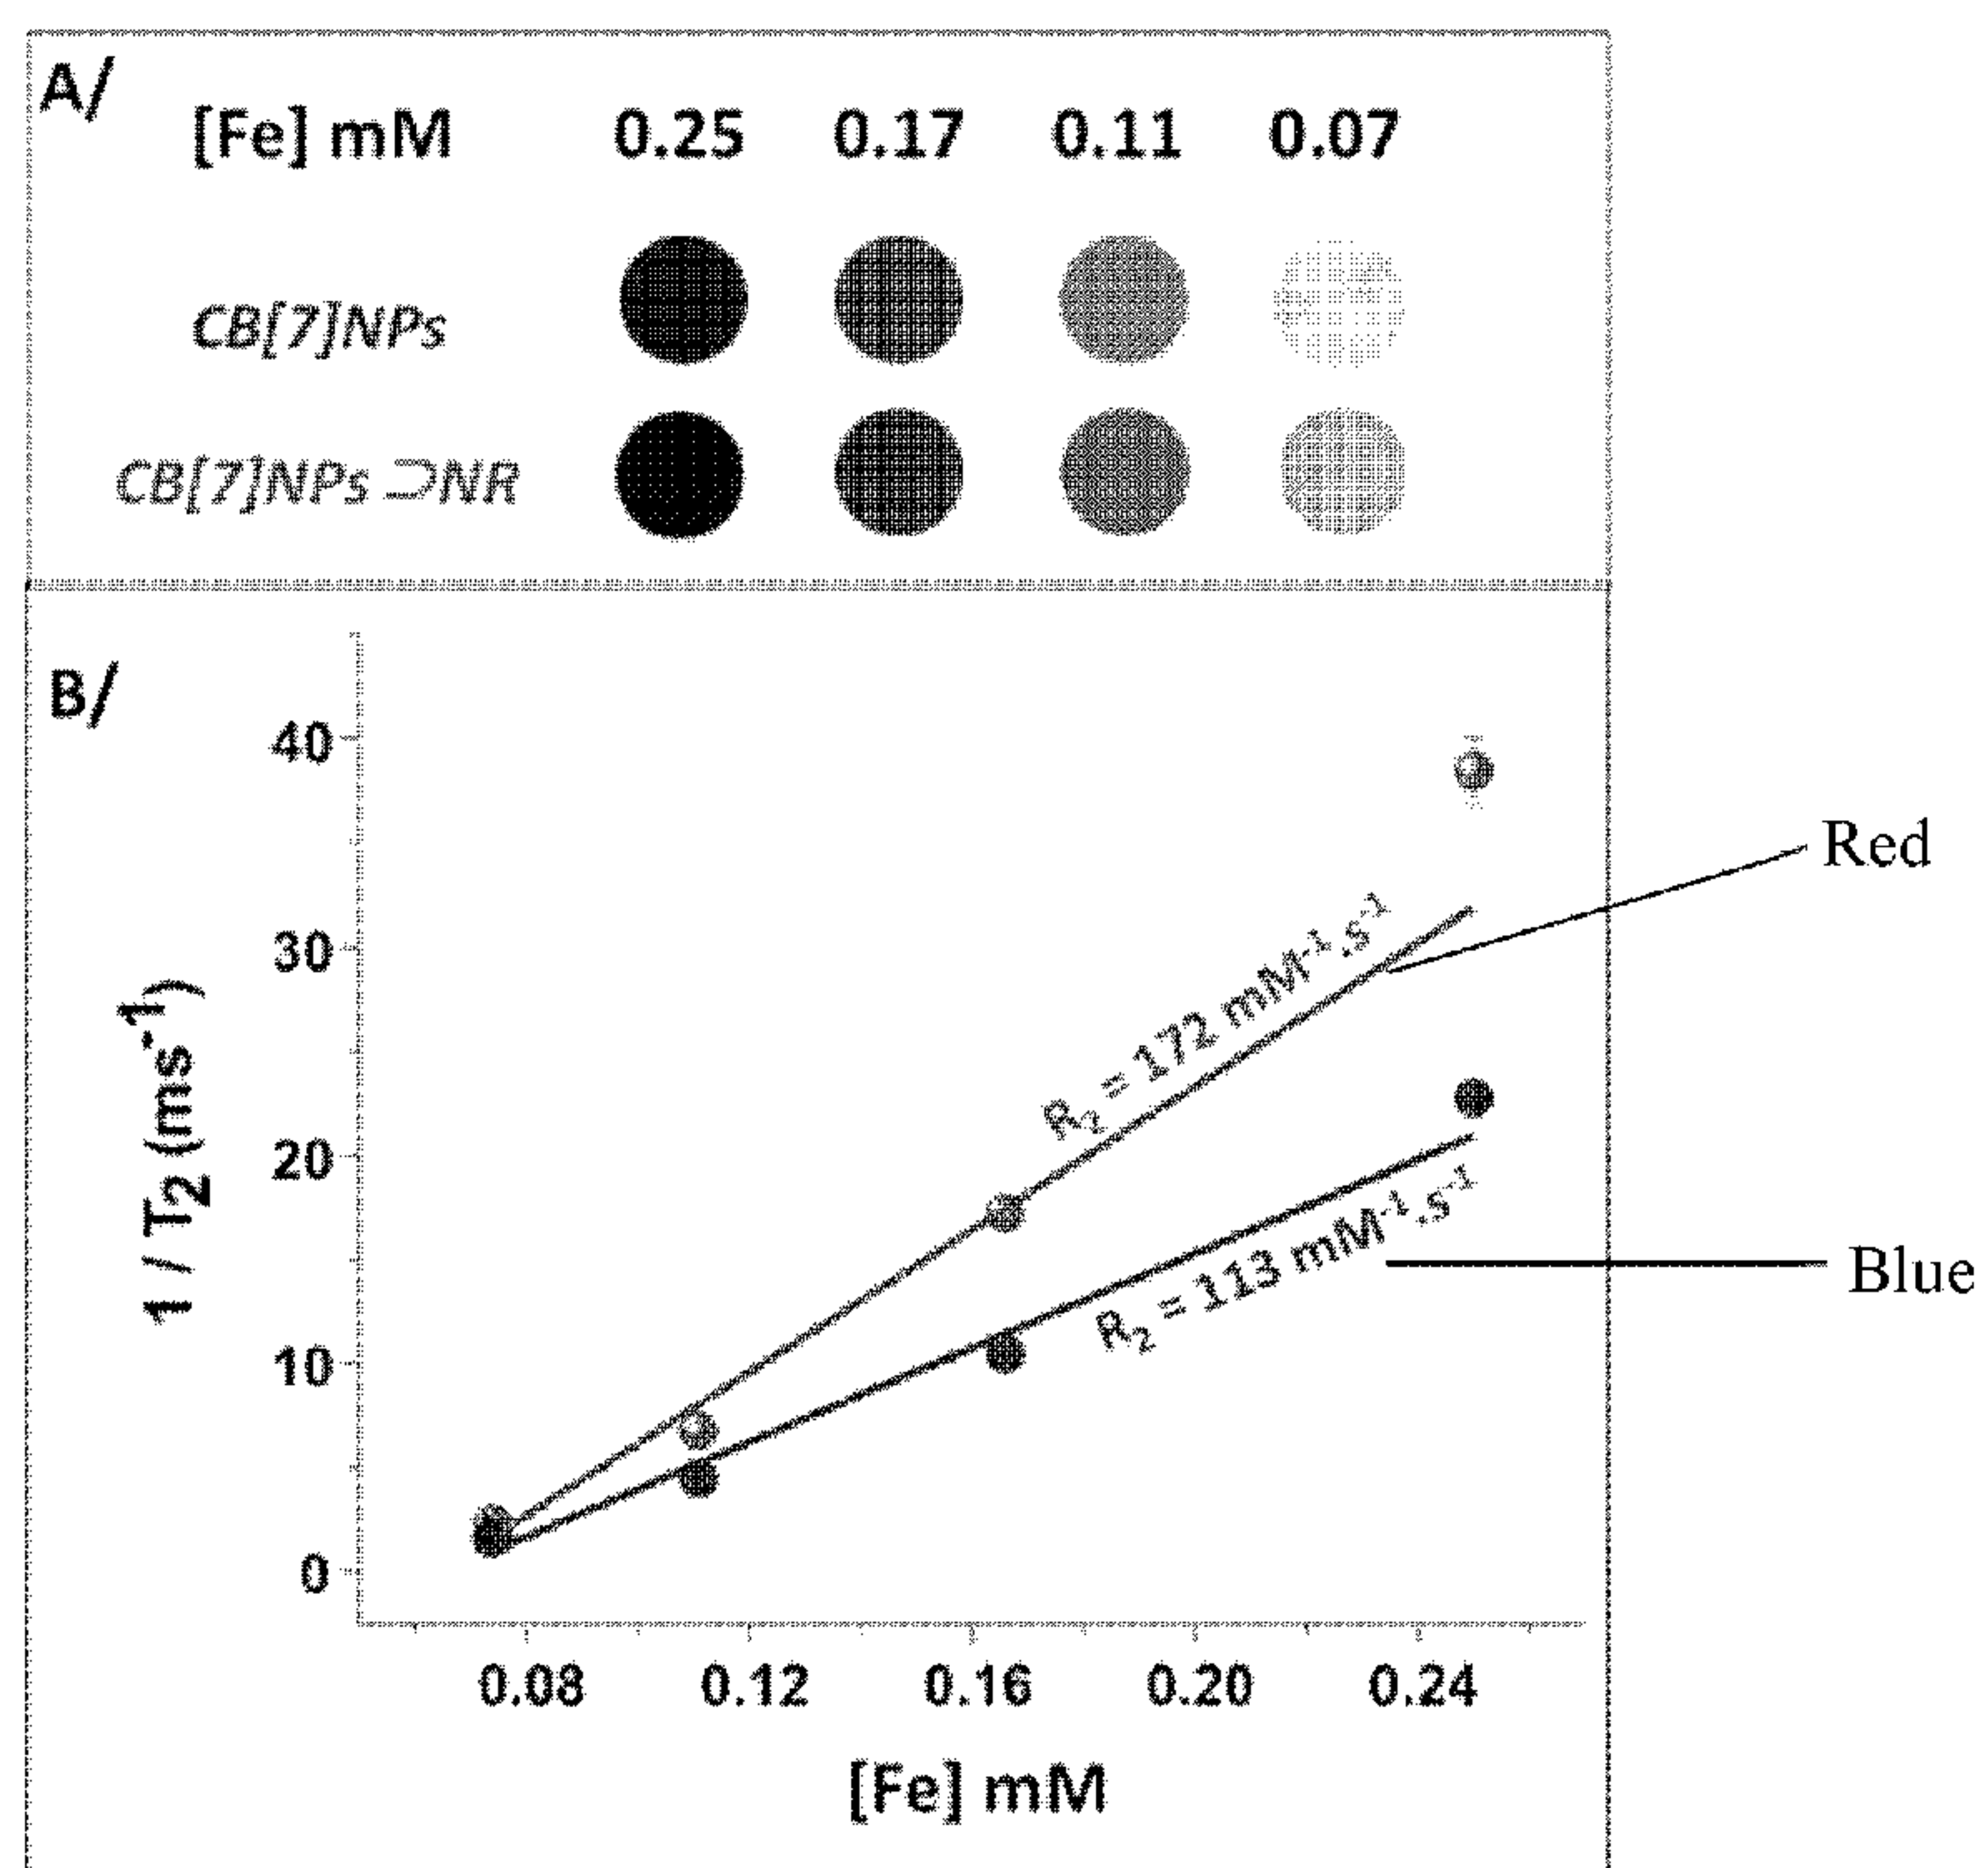 A/
[Fe] mM 0.25 0.17 0.11 0.07
CB[7]NPs
CB[7]NPs ⊃NR
B/
40
30
20
10
0
1 / T₂ (ms⁻¹)
R₂ = 172 mM⁻¹.s⁻¹
R₂ = 113 mM⁻¹.s⁻¹
Red
Blue
0.08 0.12 0.16 0.20 0.24
[Fe] mM